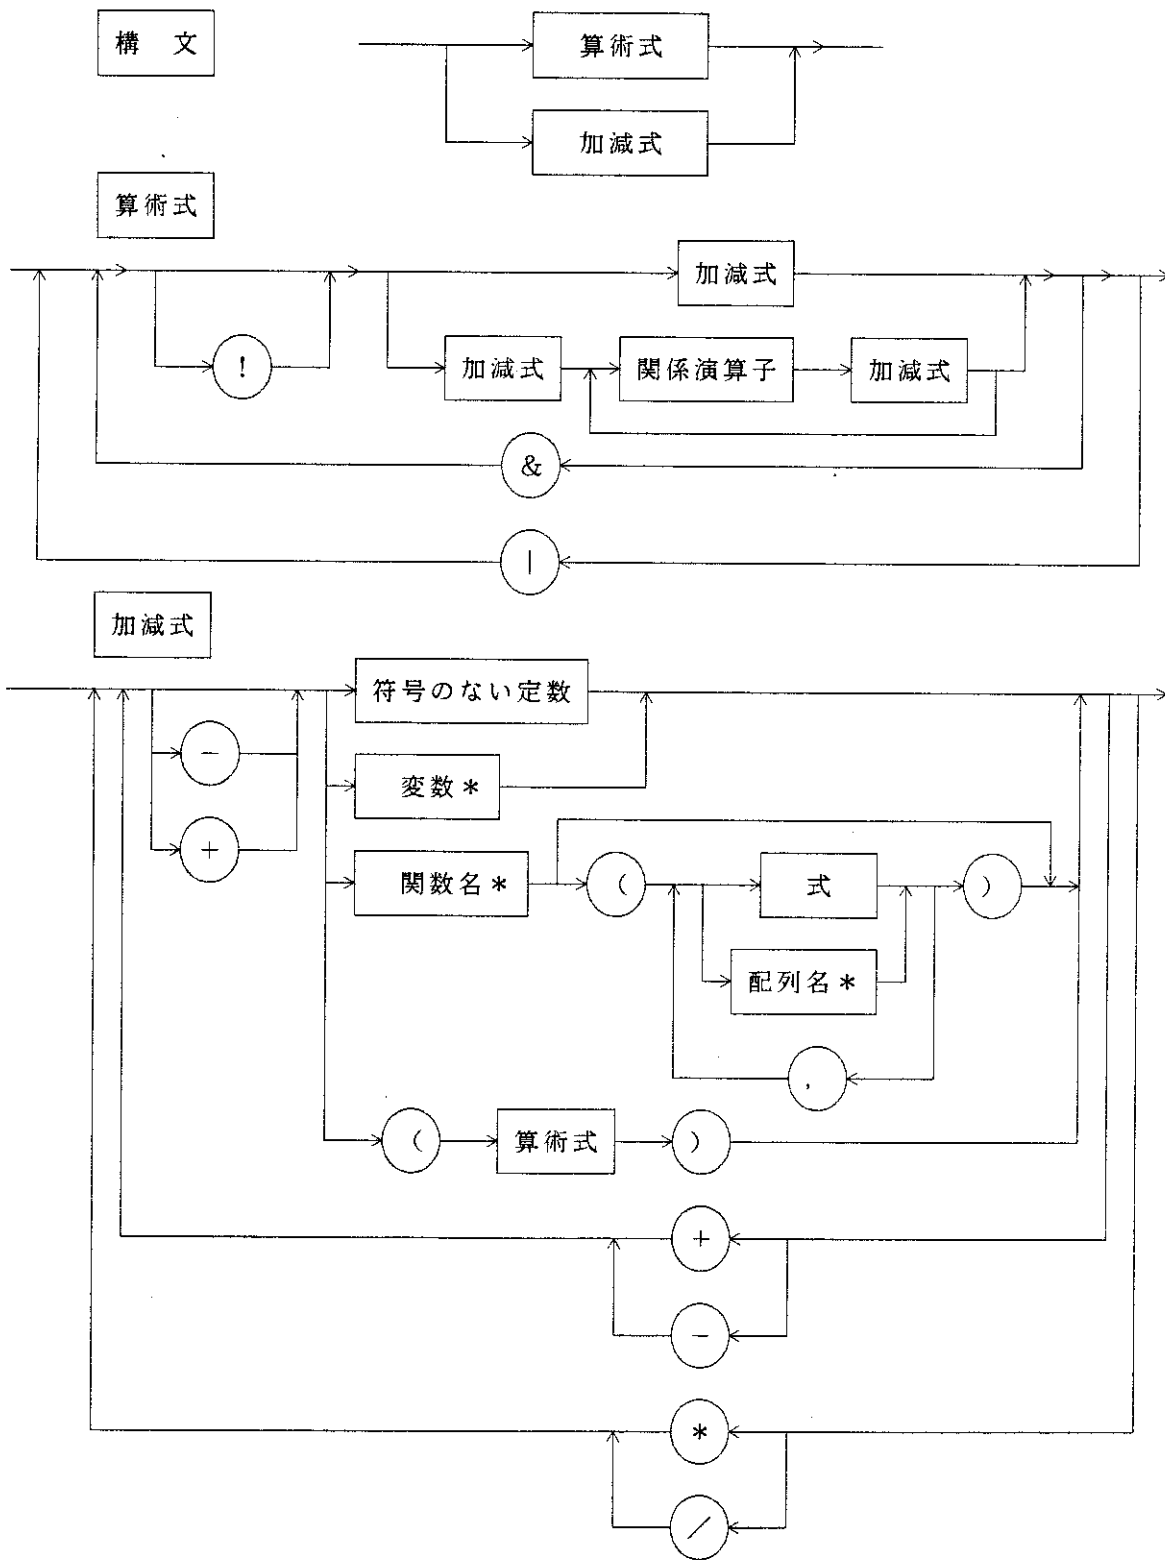 構 文
算術式
加減式
算術式
加減式
!
加減式
関係演算子
加減式
&
|
加減式
符号のない定数
-
変数*
+
関数名*
(
式
)
配列名*
,
(
算術式
)
+
-
*
/